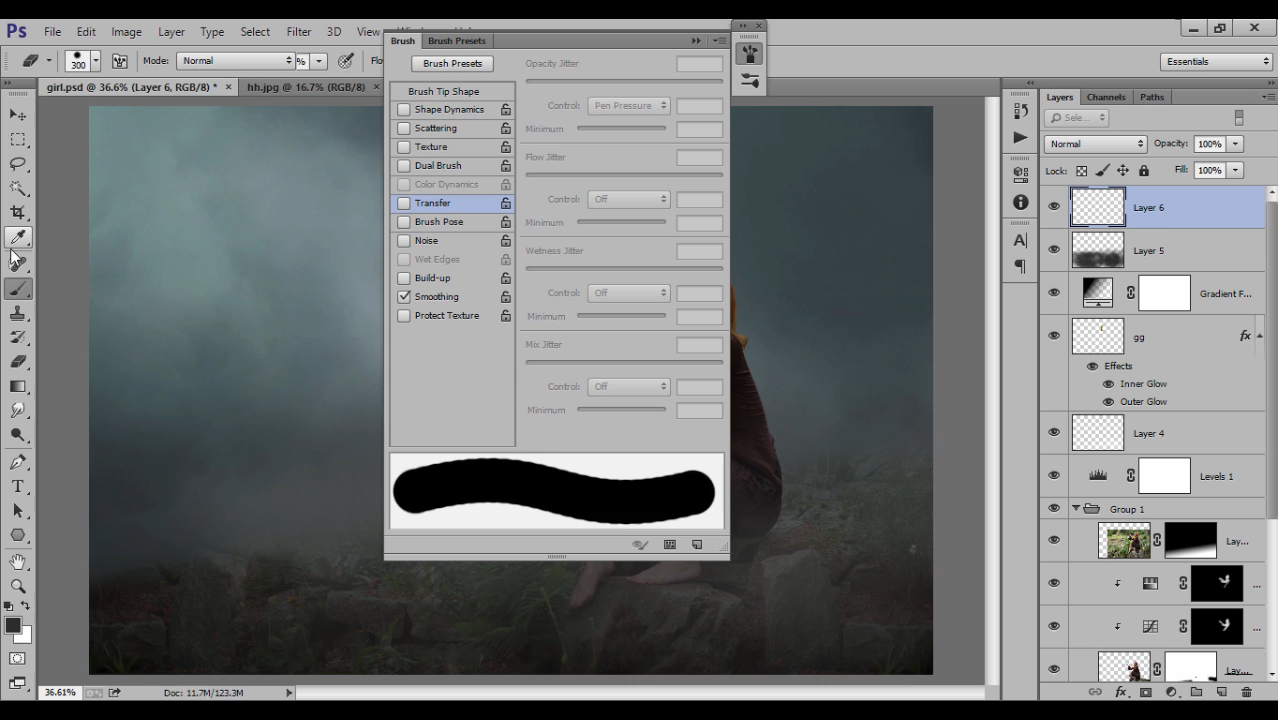 Ps File Edit Image Layer Type Select Filter 3D View
300 Mode: Normal % Essentials
girl.psd @ 36.6% (Layer 6, RGB/8) * × hh.jpg @ 16.7% (RGB/8) ×
Brush Brush Presets
Brush Presets
Brush Tip Shape
Shape Dynamics
Scattering
Texture
Dual Brush
Color Dynamics
Transfer
Brush Pose
Noise
Wet Edges
Build-up
Smoothing
Protect Texture
Opacity Jitter
Control: Pen Pressure
Minimum
Flow Jitter
Control: Off
Minimum
Wetness Jitter
Control: Off
Minimum
Mix Jitter
Control: Off
Minimum
Layers Channels Paths
Sele...
Normal Opacity: 100%
Lock: Fill: 100%
Layer 6
Layer 5
Gradient F...
gg fx
Effects
Inner Glow
Outer Glow
Layer 4
Levels 1
Group 1
Lay...
...
...
Lay...
36.61% Doc: 11.7M/123.3M